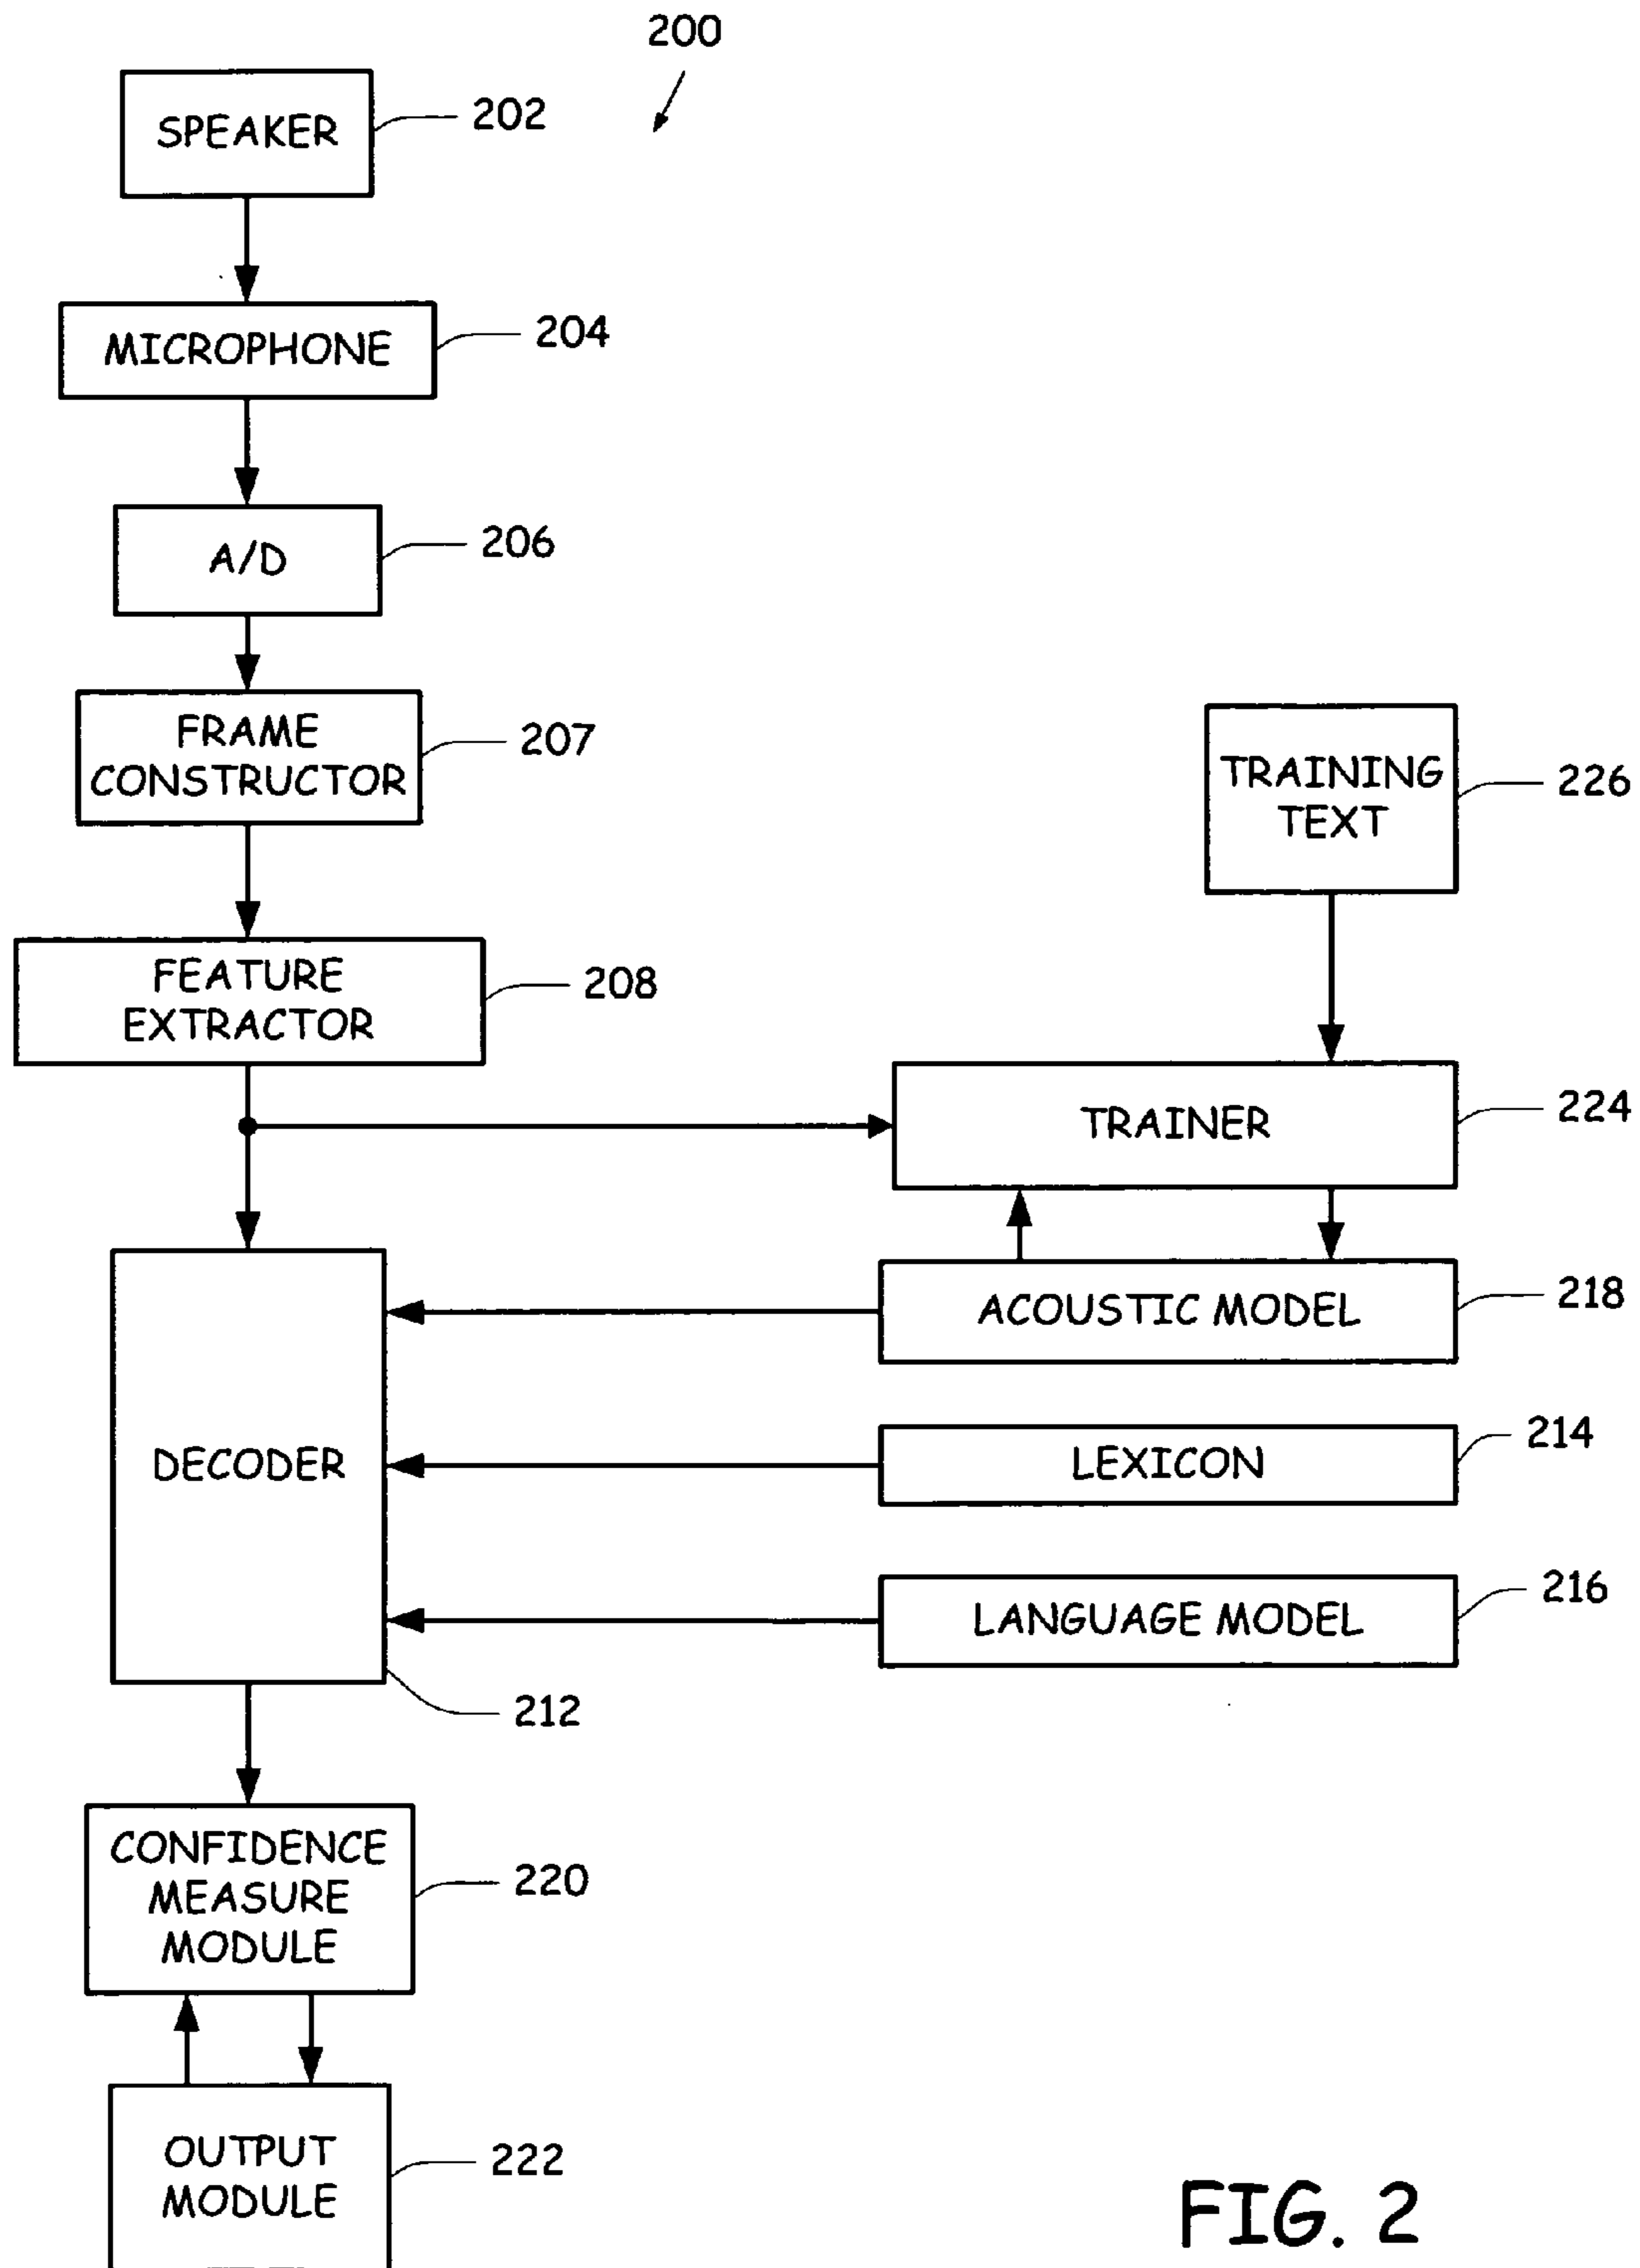 200
SPEAKER
202
MICROPHONE
204
A/D
206
FRAME
CONSTRUCTOR
207
TRAINING
TEXT
226
FEATURE
EXTRACTOR
208
TRAINER
224
ACOUSTIC MODEL
218
DECODER
LEXICON
214
LANGUAGE MODEL
216
212
CONFIDENCE
MEASURE
MODULE
220
OUTPUT
MODULE
222
FIG. 2